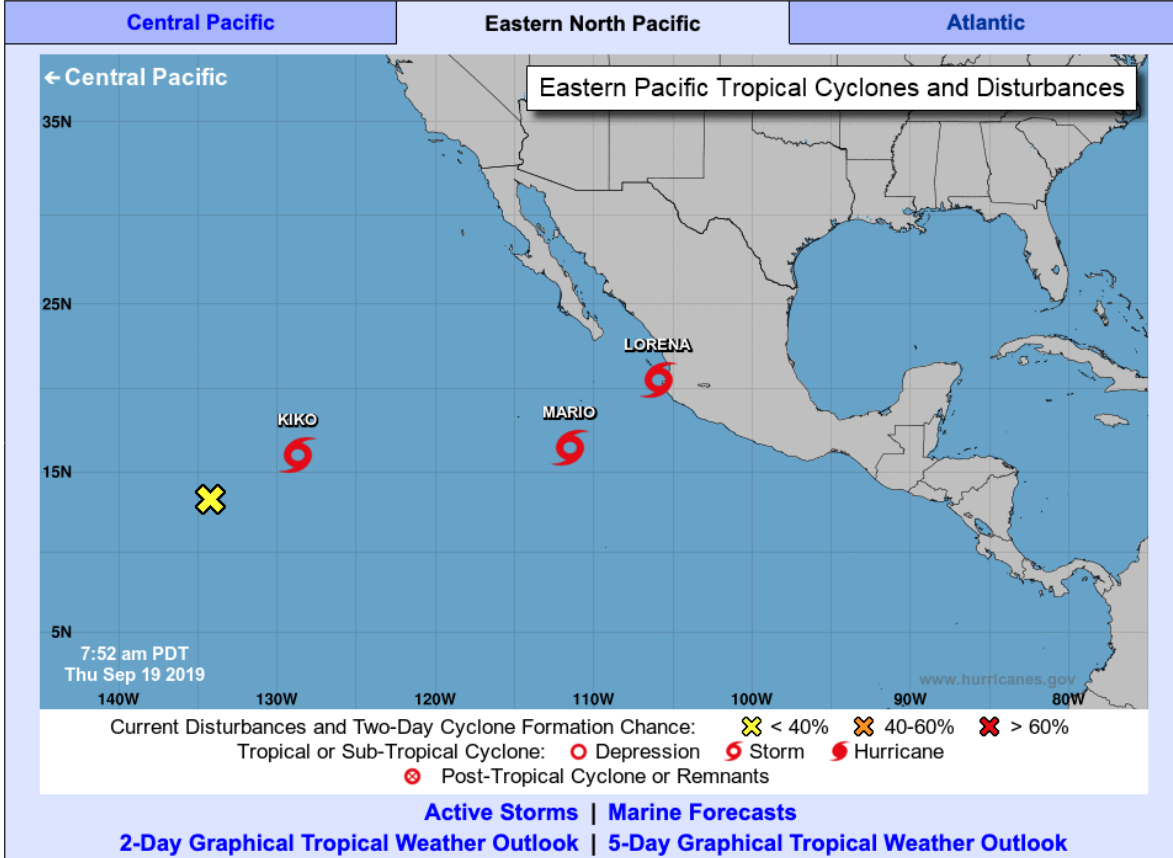 Central Pacific Eastern North Pacific Atlantic
←Central Pacific
Eastern Pacific Tropical Cyclones and Disturbances
35N
25N
LORENA
MARIO
KIKO
15N
5N
7:52 am PDT
Thu Sep 19 2019
www.hurricanes.gov
140W 130W 120W 110W 100W 90W 80W
Current Disturbances and Two-Day Cyclone Formation Chance: < 40% 40-60% > 60%
Tropical or Sub-Tropical Cyclone: Depression Storm Hurricane
Post-Tropical Cyclone or Remnants
Active Storms | Marine Forecasts
2-Day Graphical Tropical Weather Outlook | 5-Day Graphical Tropical Weather Outlook